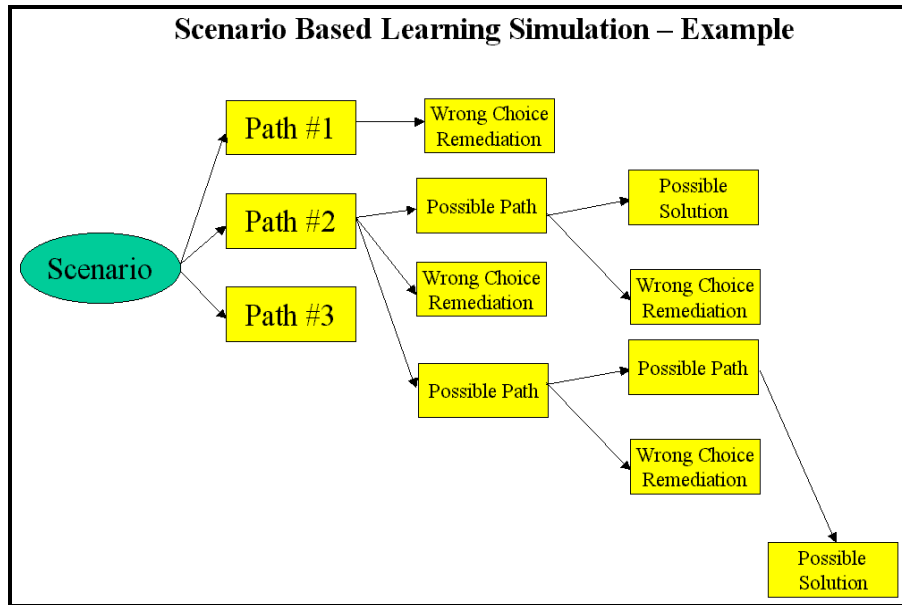 Scenario Based Learning Simulation – Example
Path #1
Wrong Choice
Remediation
Path #2
Possible Path
Possible
Solution
Scenario
Wrong Choice
Remediation
Wrong Choice
Remediation
Path #3
Possible Path
Possible Path
Wrong Choice
Remediation
Possible
Solution